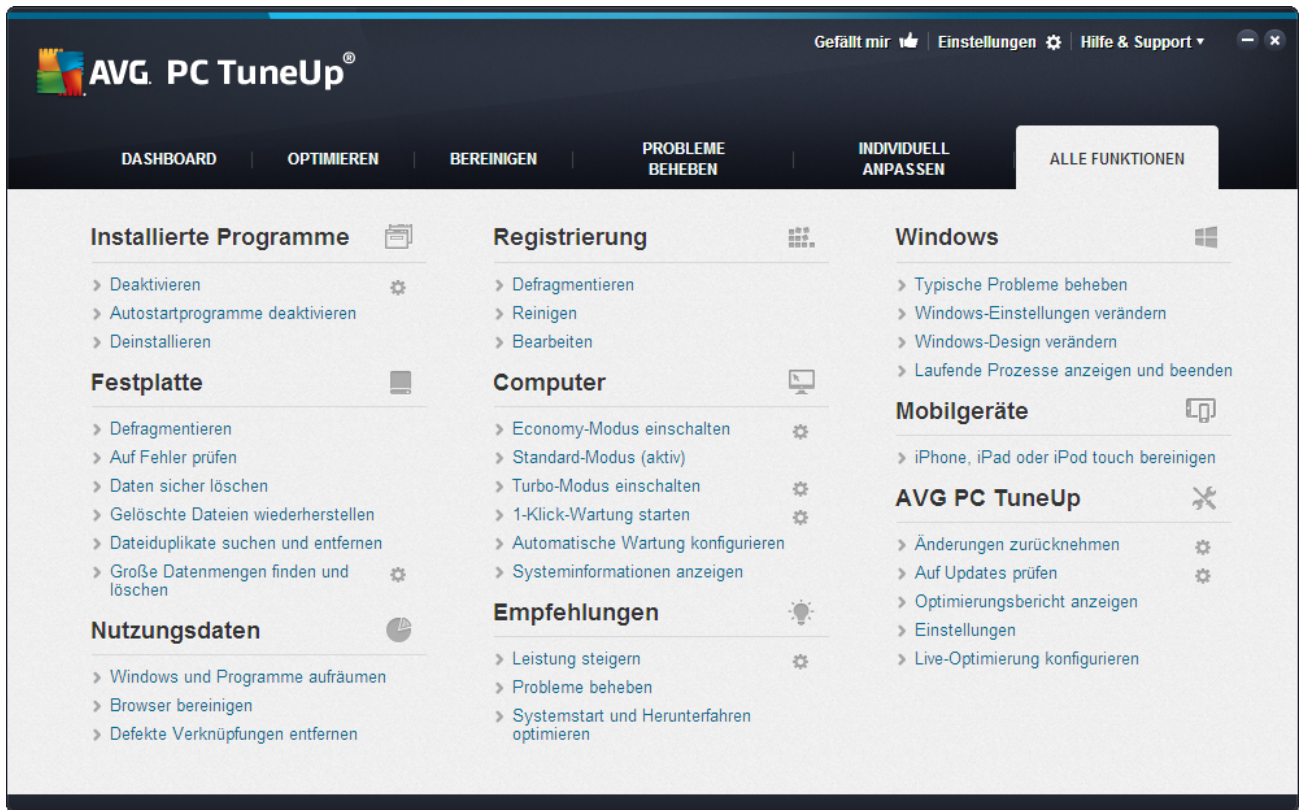 Gefällt mir | Einstellungen | Hilfe & Support
AVG PC TuneUp®
DASHBOARD
OPTIMIEREN
BEREINIGEN
PROBLEME
BEHEBEN
INDIVIDUELL
ANPASSEN
ALLE FUNKTIONEN
Installierte Programme
Deaktivieren
Autostartprogramme deaktivieren
Deinstallieren
Festplatte
Defragmentieren
Auf Fehler prüfen
Daten sicher löschen
Gelöschte Dateien wiederherstellen
Dateiduplikate suchen und entfernen
Große Datenmengen finden und
löschen
Nutzungsdaten
Windows und Programme aufräumen
Browser bereinigen
Defekte Verknüpfungen entfernen
Registrierung
Defragmentieren
Reinigen
Bearbeiten
Computer
Economy-Modus einschalten
Standard-Modus (aktiv)
Turbo-Modus einschalten
1-Klick-Wartung starten
Automatische Wartung konfigurieren
Systeminformationen anzeigen
Empfehlungen
Leistung steigern
Probleme beheben
Systemstart und Herunterfahren
optimieren
Windows
Typische Probleme beheben
Windows-Einstellungen verändern
Windows-Design verändern
Laufende Prozesse anzeigen und beenden
Mobilgeräte
iPhone, iPad oder iPod touch bereinigen
AVG PC TuneUp
Änderungen zurücknehmen
Auf Updates prüfen
Optimierungsbericht anzeigen
Einstellungen
Live-Optimierung konfigurieren